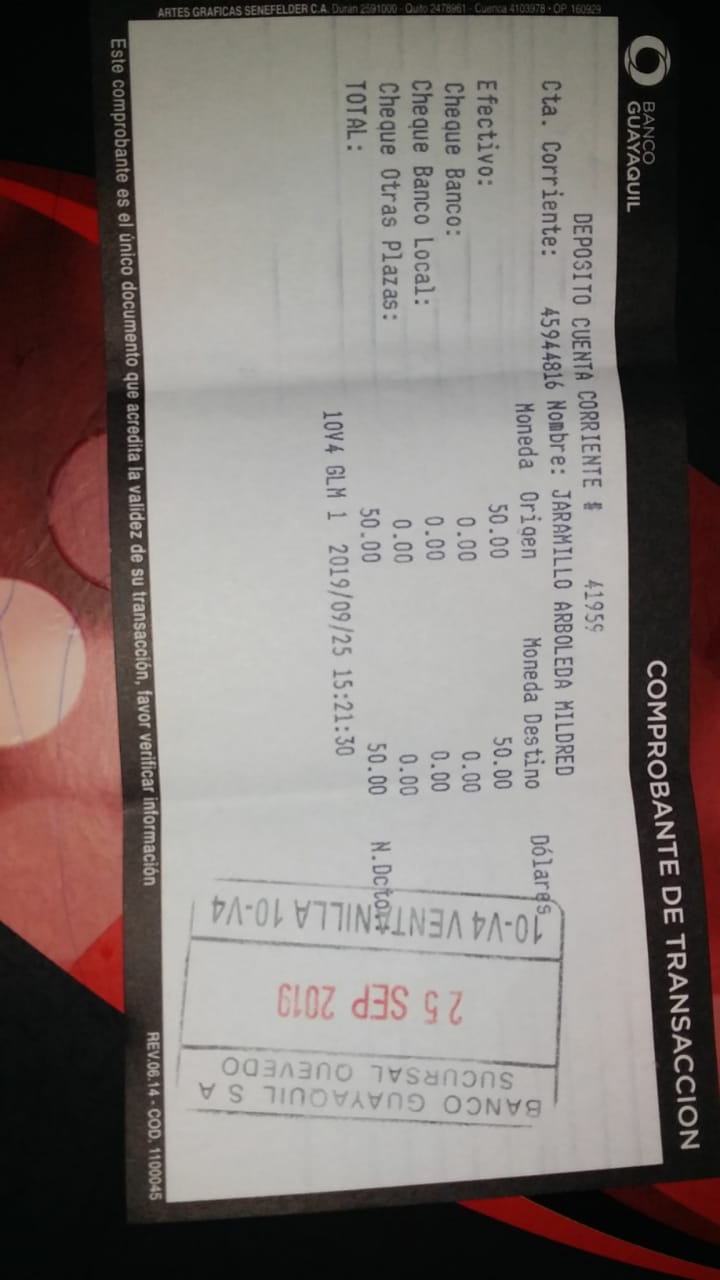 BANCO
GUAYAQUIL
COMPROBANTE DE TRANSACCION
DEPOSITO CUENTA CORRIENTE # 41959
Cta. Corriente: 45944816 Nombre: JARAMILLO ARBOLEDA MILDRED
Moneda Origen Moneda Destino Dólares
Efectivo: 50.00 50.00
Cheque Banco: 0.00 0.00
Cheque Banco Local: 0.00 0.00
Cheque Otras Plazas: 0.00 0.00
TOTAL: 50.00 50.00 N.Dcto
10V4 GLM 1 2019/09/25 15:21:30
BANCO GUAYAQUIL S A
SUCURSAL QUEVEDO
25 SEP 2019
10-V4 VENTANILLA 10-V4
ARTES GRAFICAS SENEFELDER C.A. Durán 2591000 - Quito 2478961 - Cuenca 4103978 • OP. 160929
Este comprobante es el único documento que acredita la validez de su transacción, favor verificar información
REV.06.14 - COD. 1100045